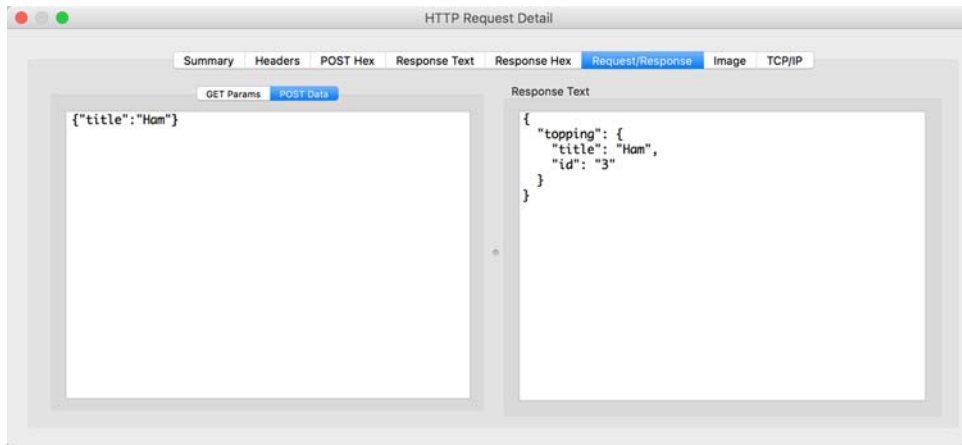 HTTP Request Detail
Summary Headers POST Hex Response Text Response Hex Request/Response Image TCP/IP
GET Params POST Data
{"title":"Ham"}
Response Text
{
  "topping": {
    "title": "Ham",
    "id": "3"
  }
}